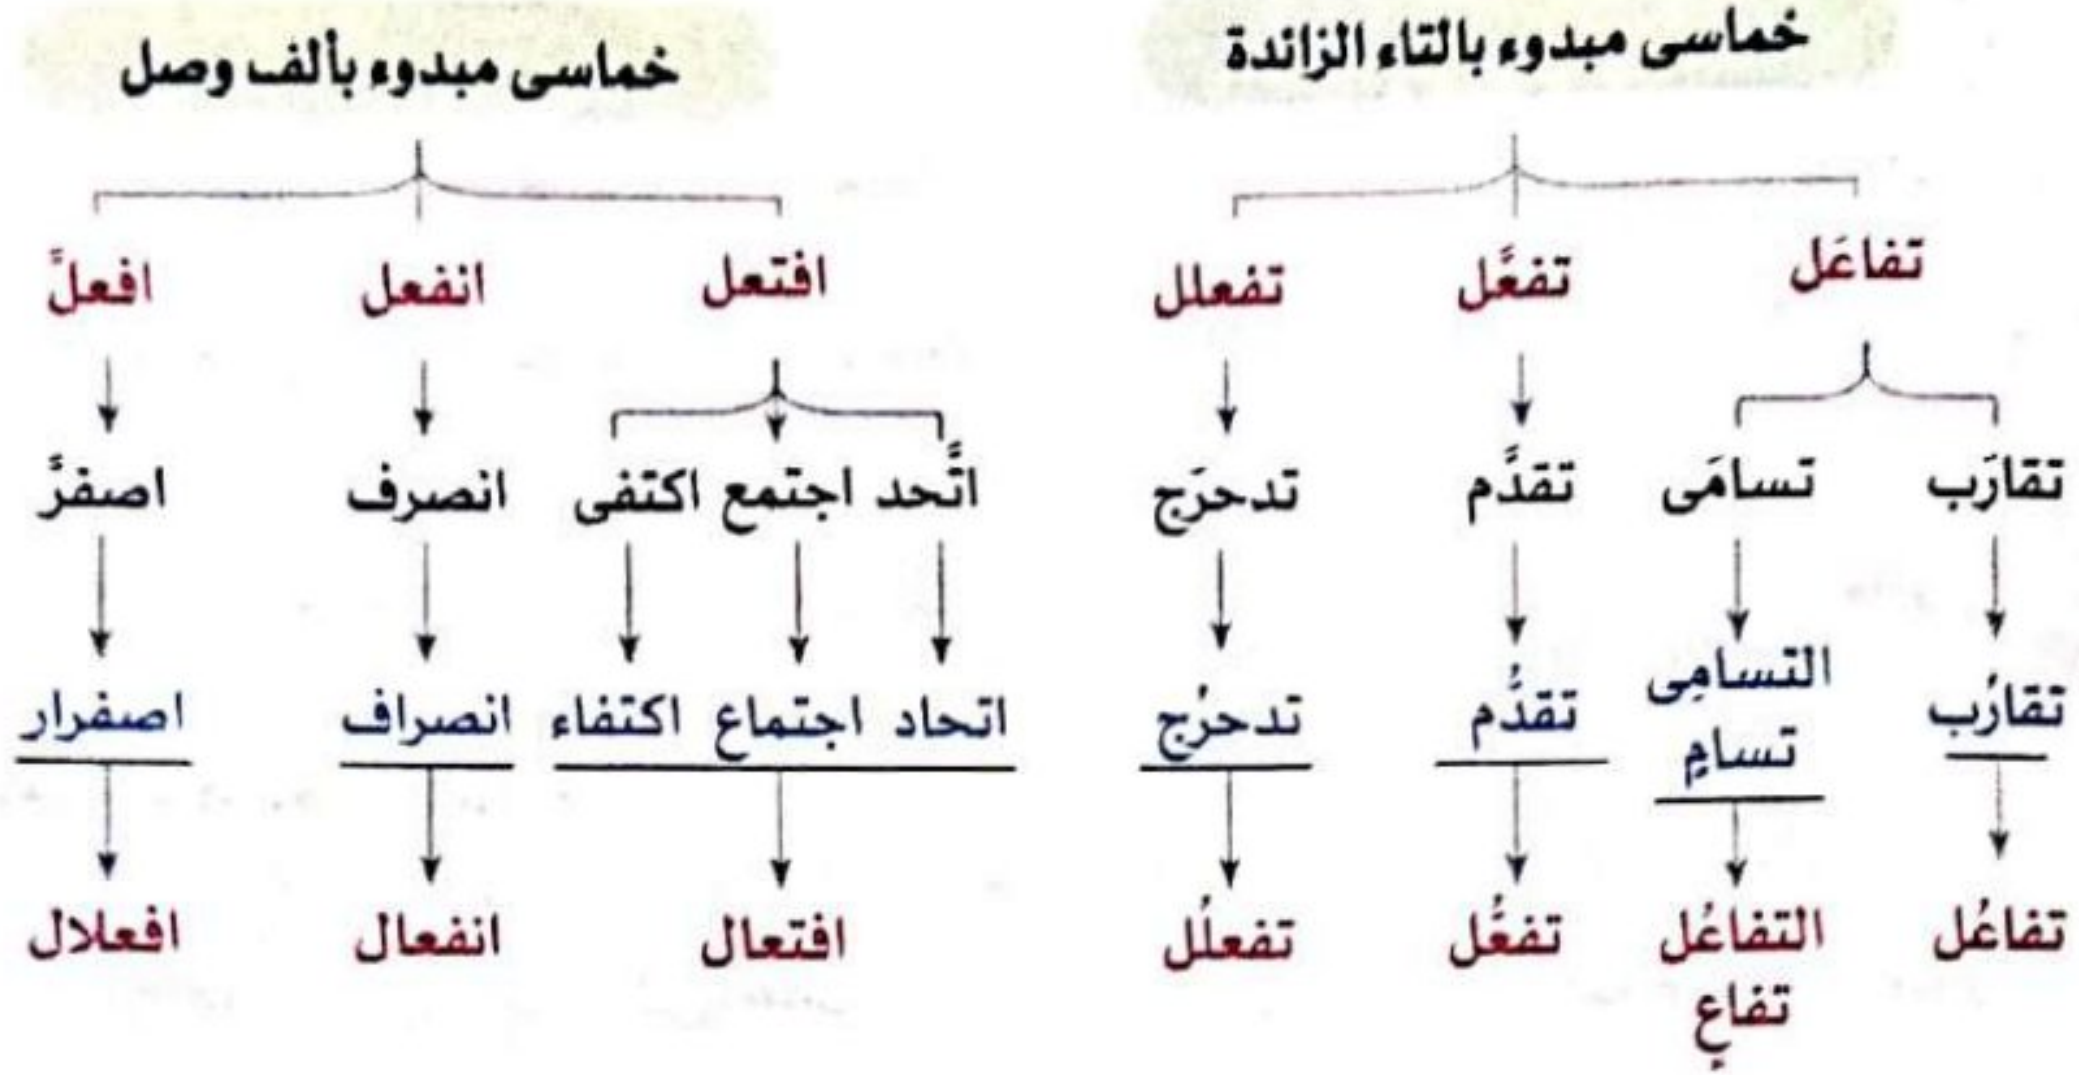 خماسى مبدوء بالتاء الزائدة
خماسى مبدوء بألف وصل
تفاعَل تفعَّل تفعلل
افتعل انفعل افعلَّ
تقارَب تسامَى تقدَّم تدحرَج
اتَّحد اجتمع اكتفى انصرف اصفرَّ
تقارُب التسامِى تقدُّم تدحرُج
تسامٍ
اتحاد اجتماع اكتفاء انصراف اصفرار
تفاعُل التفاعُل تفعُّل تفعلُل
تفاعٍ
افتعال انفعال افعلال